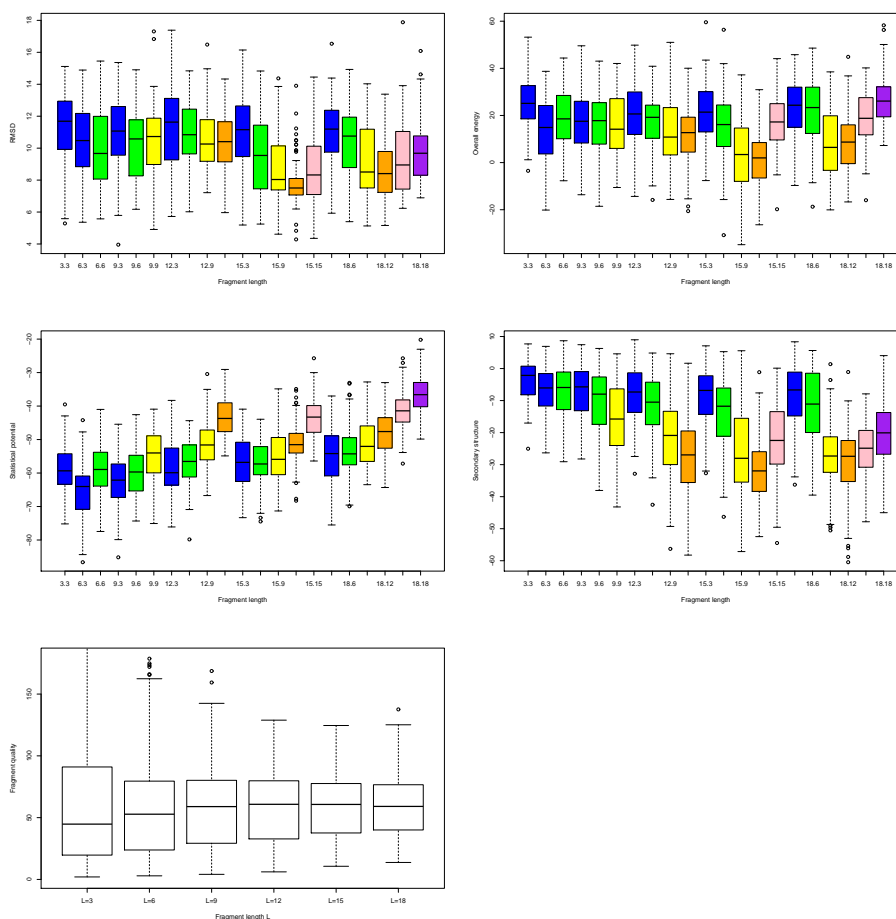 RMSD
18
16
14
12
10
8
6
4
3.3 6.3 6.6 9.3 9.6 9.9 12.3 12.9 15.3 15.9 15.15 18.6 18.12 18.18
Fragment length
Overall energy
60
40
20
0
−20
3.3 6.3 6.6 9.3 9.6 9.9 12.3 12.9 15.3 15.9 15.15 18.6 18.12 18.18
Fragment length
Statistical potential
−20
−30
−40
−50
−60
−70
−80
3.3 6.3 6.6 9.3 9.6 9.9 12.3 12.9 15.3 15.9 15.15 18.6 18.12 18.18
Fragment length
Secondary structure
0
−10
−20
−30
−40
−50
−60
3.3 6.3 6.6 9.3 9.6 9.9 12.3 12.9 15.3 15.9 15.15 18.6 18.12 18.18
Fragment length
Fragment quality
150
100
50
0
L=3 L=6 L=9 L=12 L=15 L=18
Fragment length L